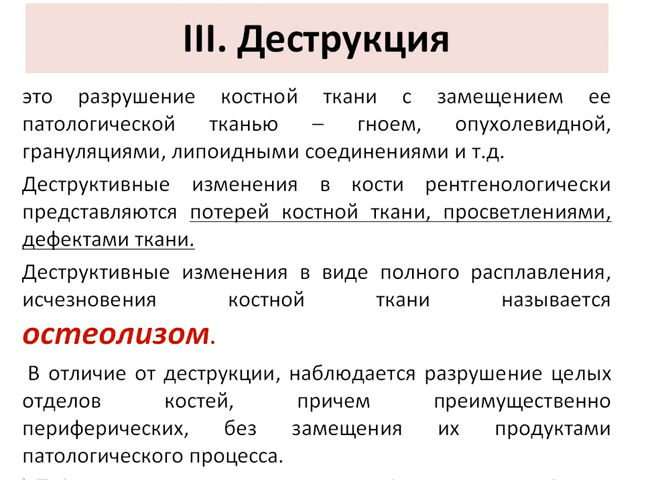 III. Деструкция
это разрушение костной ткани с замещением ее
патологической тканью – гноем, опухолевидной,
грануляциями, липоидными соединениями и т.д.
Деструктивные изменения в кости рентгенологически
представляются потерей костной ткани, просветлениями,
дефектами ткани.
Деструктивные изменения в виде полного расплавления,
исчезновения костной ткани называется
остеолизом.
В отличие от деструкции, наблюдается разрушение целых
отделов костей, причем преимущественно
периферических, без замещения их продуктами
патологического процесса.